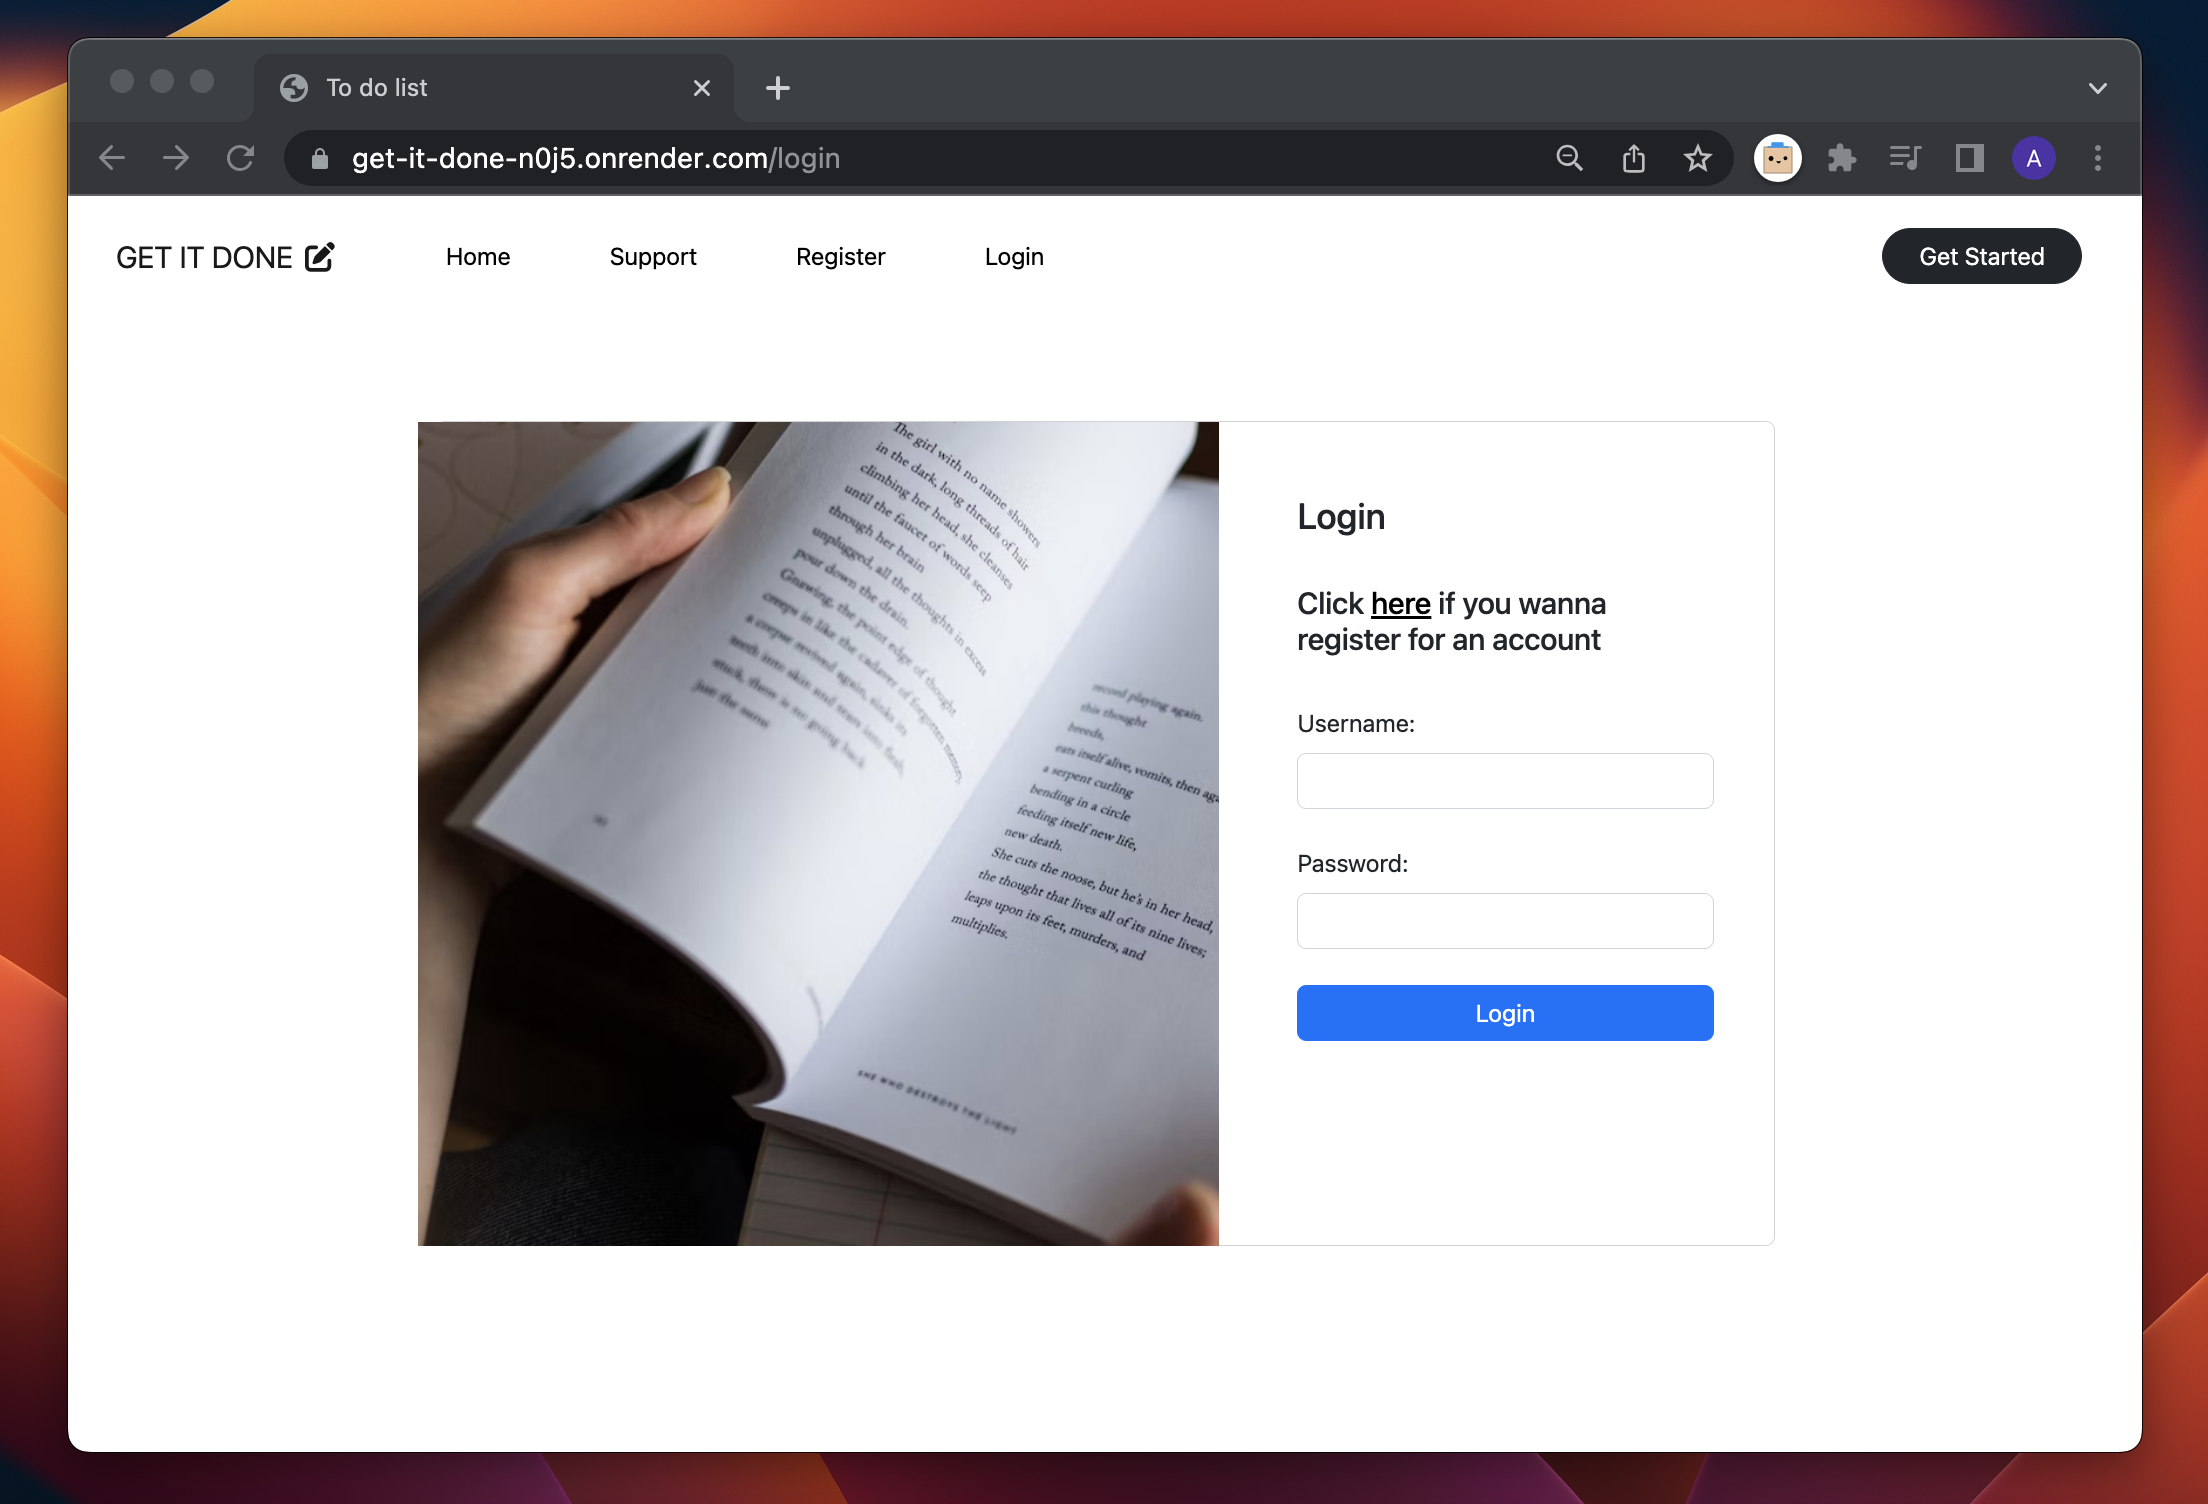 To do list
get-it-done-n0j5.onrender.com/login
A
GET IT DONE
Home
Support
Register
Login
Get Started
The girl with no name showers
in the dark, long threads of hair
climbing her head, she cleanses
until the faucet of words seep
through her brain
unplugged, all the thoughts in excess
pour down the drain.
Gnawing, the point edge of thought
creeps in like the cadaver of forgotten memory,
a corpse revived again, sinks its
teeth into skin and tears into flesh,
stuck, there is no going back
just the same
record playing again.
this thought
breeds,
eats itself alive, vomits, then
a serpent curling
bending in a circle
feeding itself new life,
new death.
She cuts the noose, but he's in her head,
the thought that lives all of its nine lives;
leaps upon its feet, murders, and
multiplies.
SHE WHO DESTROYS THE LIGHT
Login
Click here if you wanna
register for an account
Username:
Password:
Login